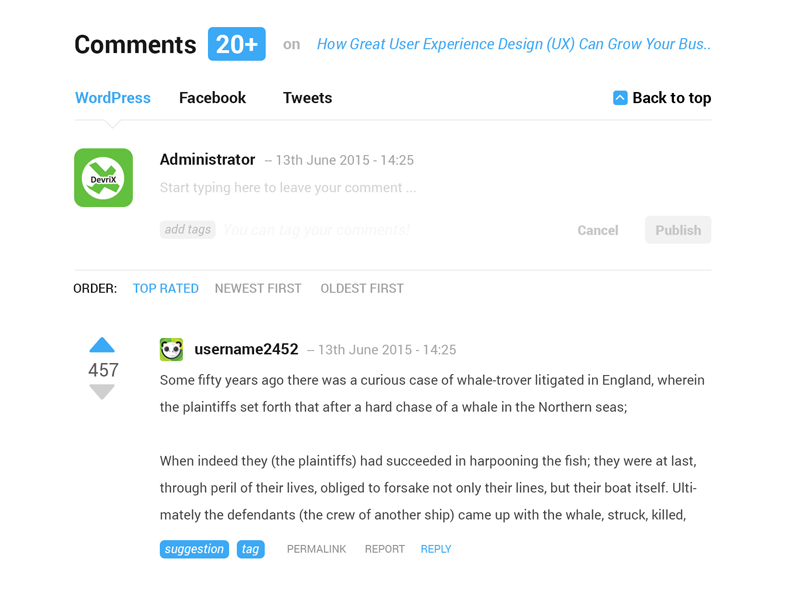 Comments 20+ on How Great User Experience Design (UX) Can Grow Your Bus..
WordPress Facebook Tweets Back to top
DevriX
Administrator -- 13th June 2015 - 14:25
Start typing here to leave your comment ...
add tags You can tag your comments! Cancel Publish
ORDER: TOP RATED NEWEST FIRST OLDEST FIRST
username2452 -- 13th June 2015 - 14:25
457
Some fifty years ago there was a curious case of whale-trover litigated in England, wherein
the plaintiffs set forth that after a hard chase of a whale in the Northern seas;
When indeed they (the plaintiffs) had succeeded in harpooning the fish; they were at last,
through peril of their lives, obliged to forsake not only their lines, but their boat itself. Ulti-
mately the defendants (the crew of another ship) came up with the whale, struck, killed,
suggestion tag PERMALINK REPORT REPLY